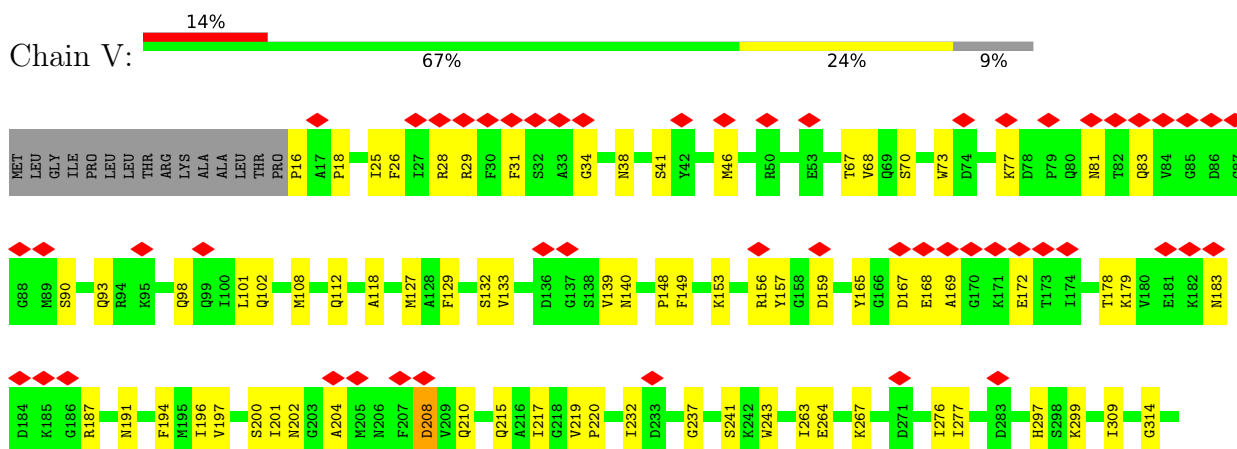 14%
Chain V:
67% 24% 9%
MET LEU GLY ILE PRO LEU LEU THR ARG LYS ALA ALA LEU THR PRO P16 A17 P18 I25 F26 I27 R28 R29 F30 F31 S32 A33 G34 N38 S41 Y42 M46 R50 E53 T67 V68 Q69 S70 W73 D74 K77 D78 P79 Q80 N81 T82 Q83 V84 G85 D86
G88 M89 S90 Q93 R94 K95 Q98 Q99 I100 L101 Q102 M108 Q112 A118 M127 A128 F129 S132 V133 D136 G137 S138 V139 N140 P148 F149 K153 R156 Y157 G158 D159 Y165 G166 D167 E168 A169 G170 K171 E172 T173 I174 T178 K179 V180 E181 K182 N183
D184 K185 G186 R187 N191 F194 M195 I196 V197 S200 I201 N202 G203 A204 M205 N206 F207 D208 V209 Q210 Q215 A216 I217 G218 V219 P220 I232 D233 G237 S241 K242 W243 I263 E264 K267 D271 I276 I277 D283 H297 S298 K299 I309 G314